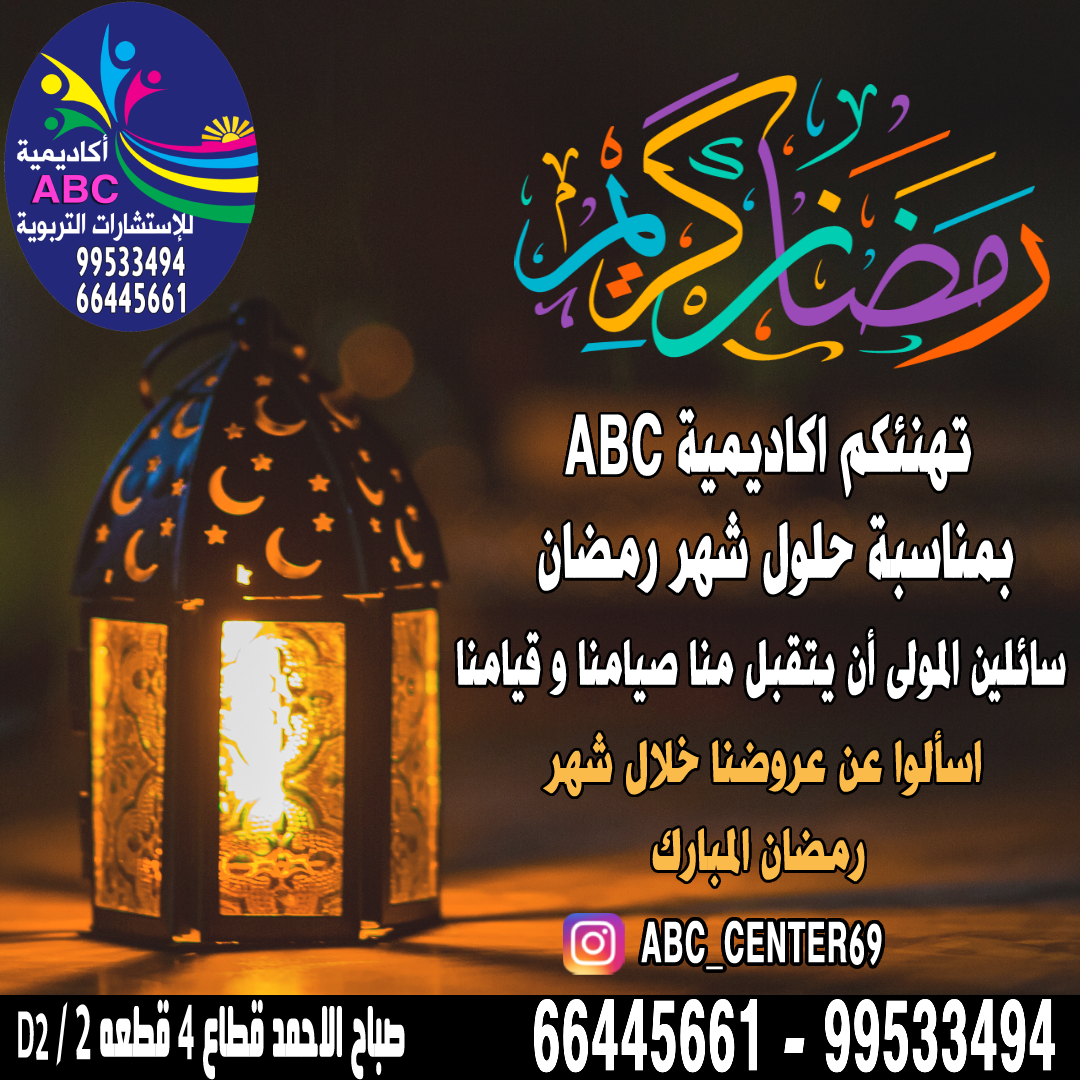 أكاديمية
ABC
للإستشارات التربوية
99533494
66445661
رمضان كريم
تهنئكم اكاديمية ABC
بمناسبة حلول شهر رمضان
سائلين المولى أن يتقبل منا صيامنا و قيامنا
اسألوا عن عروضنا خلال شهر
رمضان المبارك
ABC_CENTER69
66445661 - 99533494
صباح الاحمد قطاع 4 قطعه 2 / D2